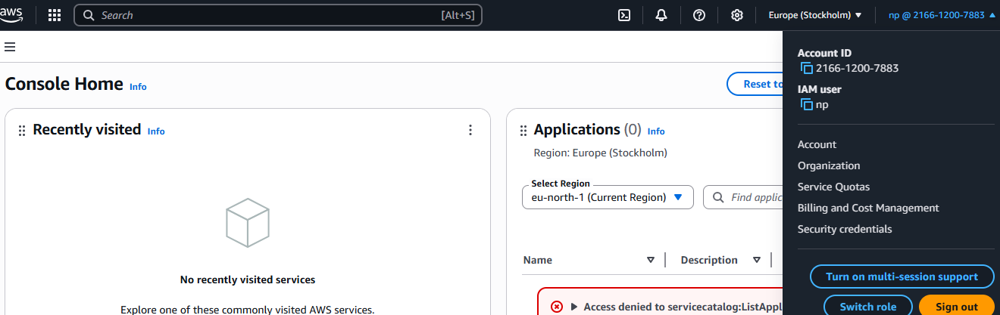 aws
Search [Alt+S]
Europe (Stockholm)
np @ 2166-1200-7883
Account ID
2166-1200-7883
IAM user
np
Account
Organization
Service Quotas
Billing and Cost Management
Security credentials
Turn on multi-session support
Switch role
Sign out
Console Home Info
Reset to
Recently visited Info
No recently visited services
Explore one of these commonly visited AWS services.
Applications (0) Info
Region: Europe (Stockholm)
Select Region
eu-north-1 (Current Region)
Find applic
Name
Description
Access denied to servicecatalog:ListAppl